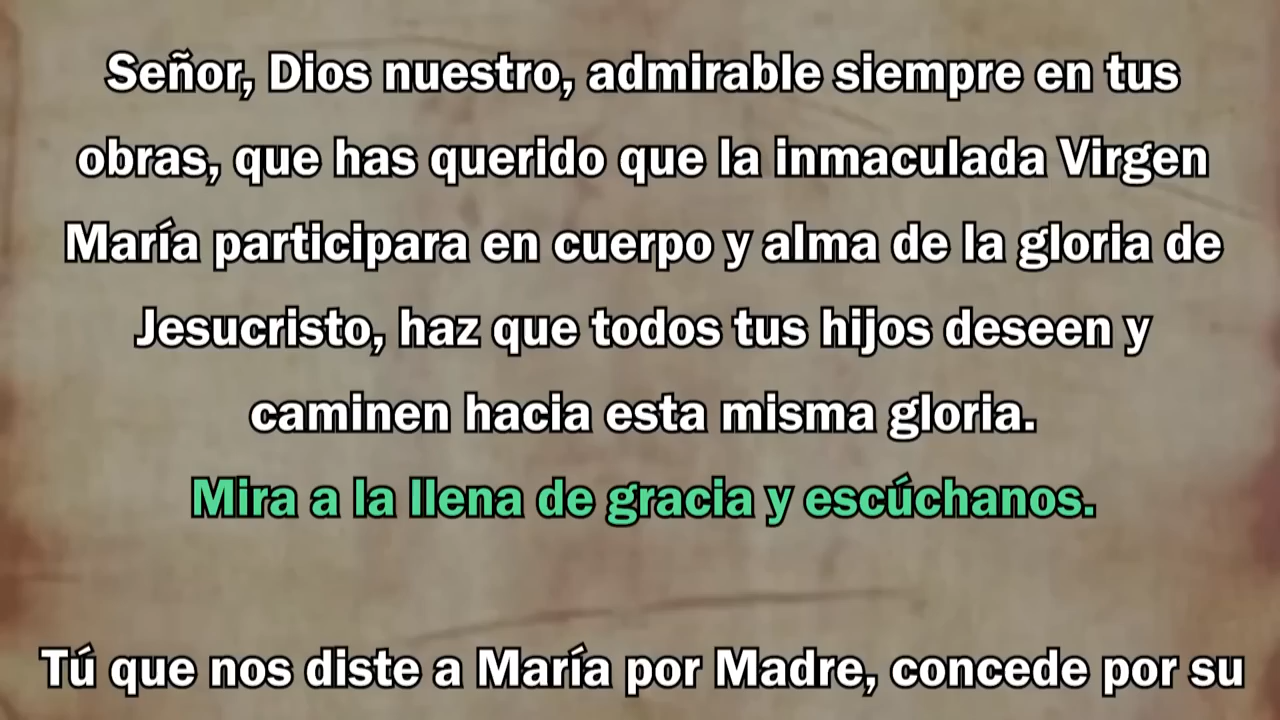 Señor, Dios nuestro, admirable siempre en tus
obras, que has querido que la inmaculada Virgen
María participara en cuerpo y alma de la gloria de
Jesucristo, haz que todos tus hijos deseen y
caminen hacia esta misma gloria.
Mira a la llena de gracia y escúchanos.
Tú que nos diste a María por Madre, concede por su